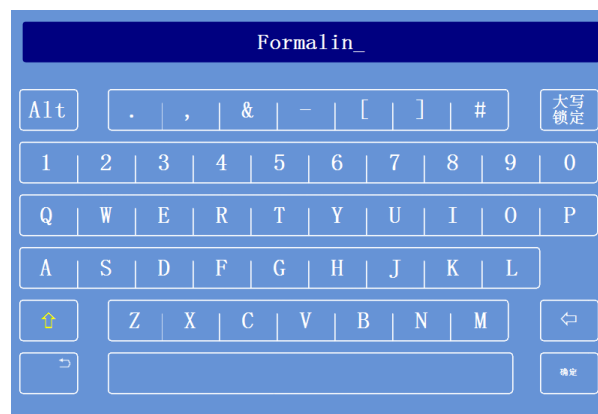 Formalin_
Alt . , & - [ ] # 大写锁定
1 2 3 4 5 6 7 8 9 0
Q W E R T Y U I O P
A S D F G H J K L
Z X C V B N M
确定